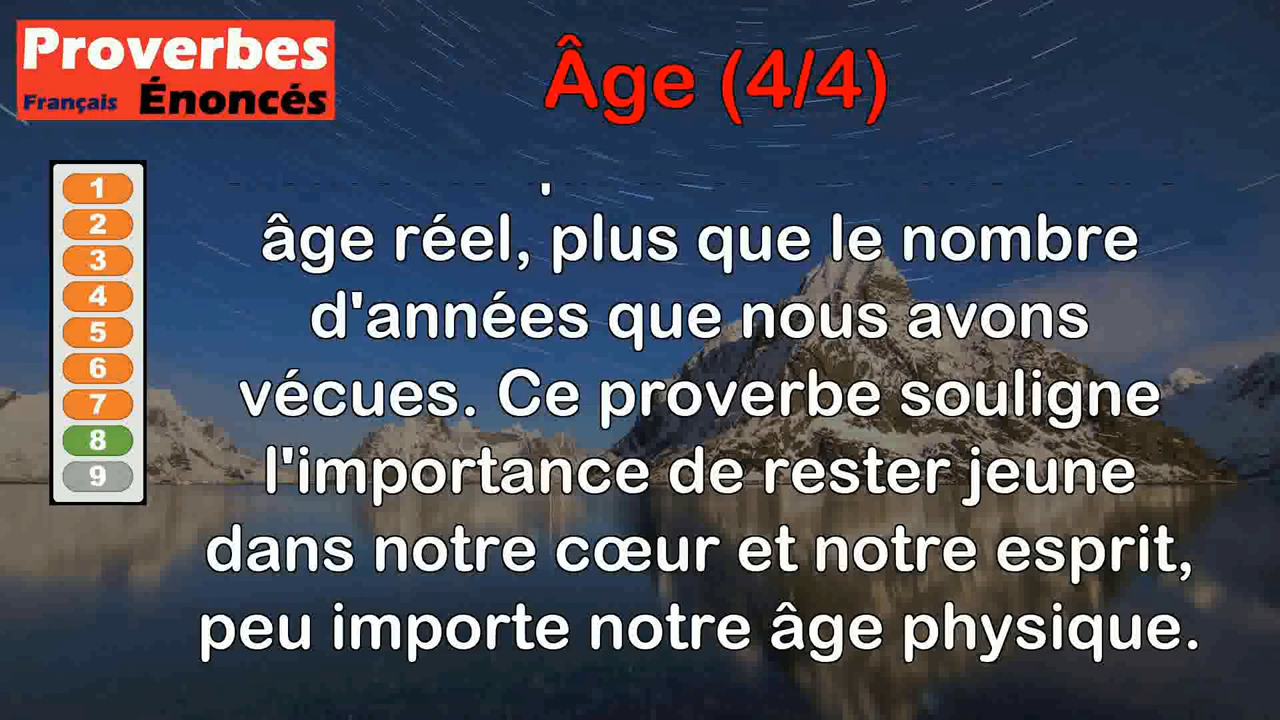 Proverbes
Français Énoncés
Âge (4/4)
1
2
3
4
5
6
7
8
9
âge réel, plus que le nombre
d'années que nous avons
vécues. Ce proverbe souligne
l'importance de rester jeune
dans notre cœur et notre esprit,
peu importe notre âge physique.